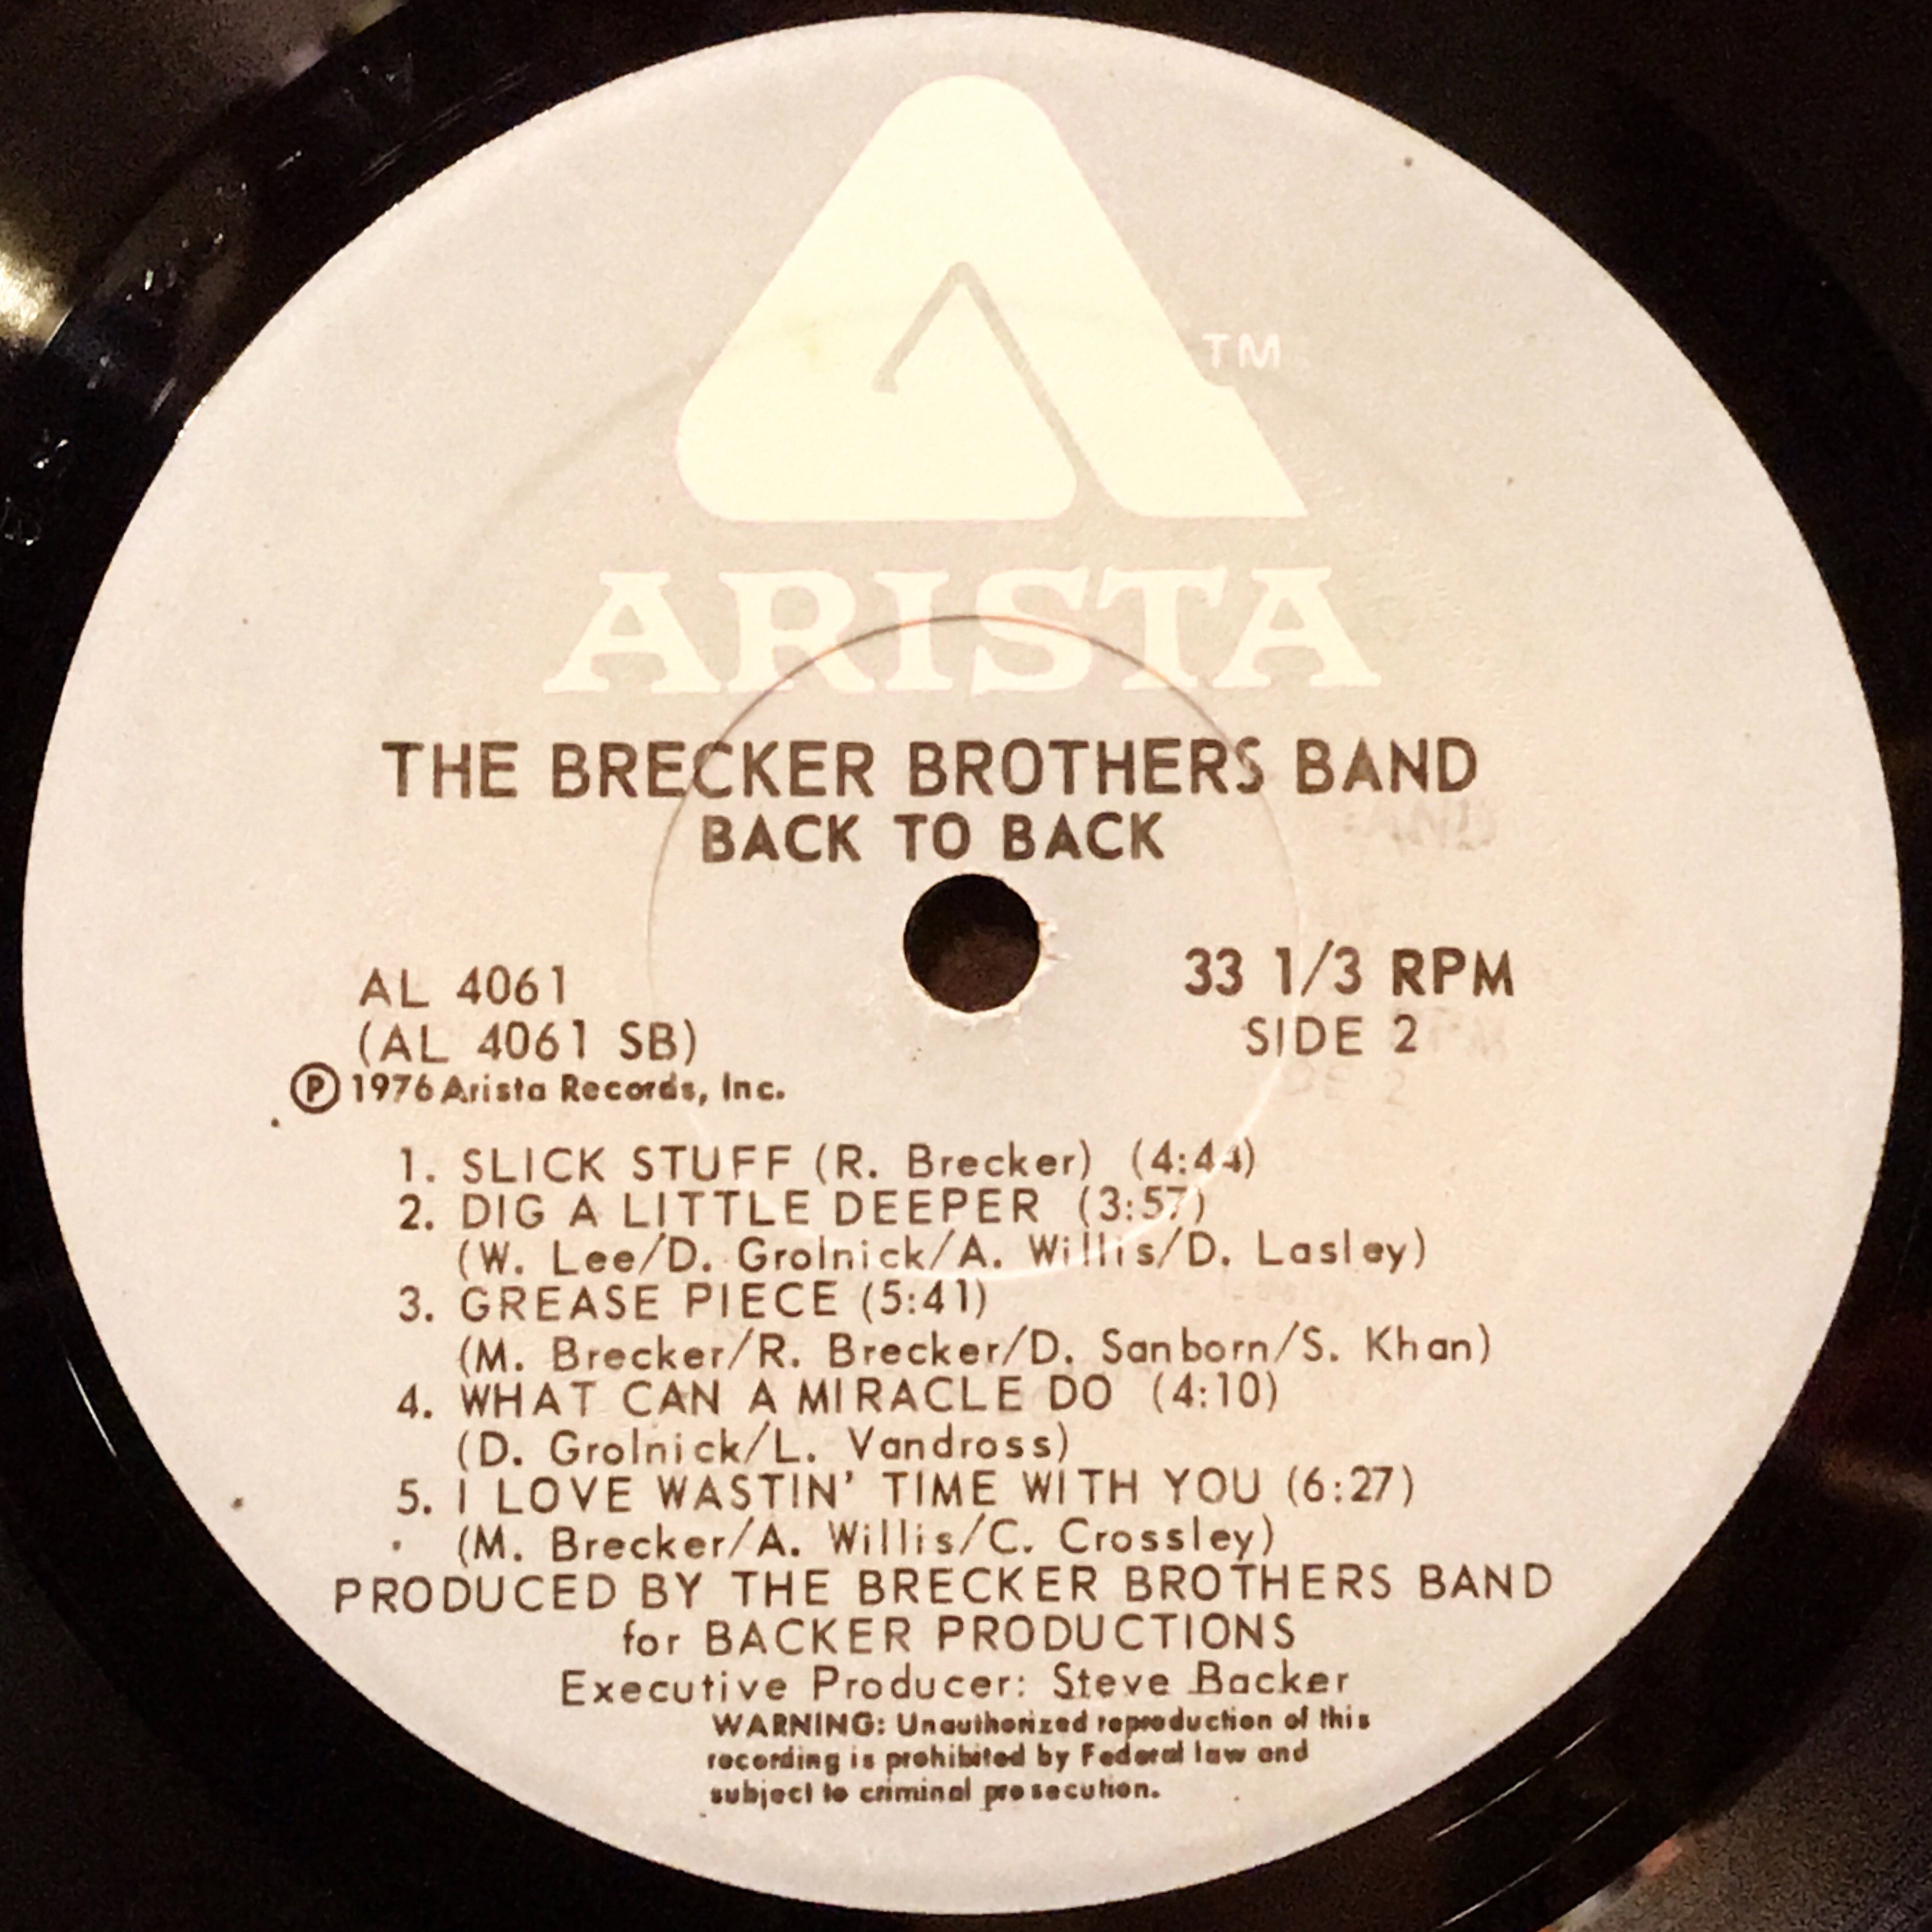 TM
ARISTA
THE BRECKER BROTHERS BAND
BACK TO BACK
AL 4061
(AL 4061 SB)
℗ 1976 Arista Records, Inc.
33 1/3 RPM
SIDE 2
1. SLICK STUFF (R. Brecker) (4:44)
2. DIG A LITTLE DEEPER (3:57)
(W. Lee/D. Grolnick/A. Willis/D. Lasley)
3. GREASE PIECE (5:41)
(M. Brecker/R. Brecker/D. Sanborn/S. Khan)
4. WHAT CAN A MIRACLE DO (4:10)
(D. Grolnick/L. Vandross)
5. I LOVE WASTIN' TIME WITH YOU (6:27)
(M. Brecker/A. Willis/C. Crossley)
PRODUCED BY THE BRECKER BROTHERS BAND
for BACKER PRODUCTIONS
Executive Producer: Steve Backer
WARNING: Unauthorized reproduction of this
recording is prohibited by Federal law and
subject to criminal prosecution.